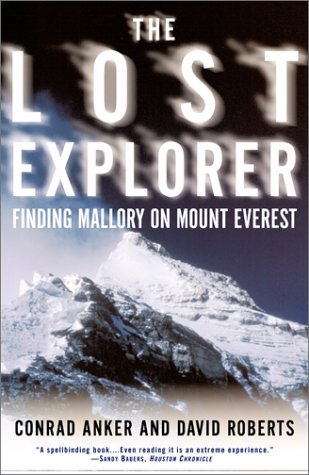 THE
LOST
EXPLORER
FINDING MALLORY ON MOUNT EVEREST
CONRAD ANKER AND DAVID ROBERTS
"A spellbinding book....Even reading it is an extreme experience."
—Sandy Bauers, Houston Chronicle